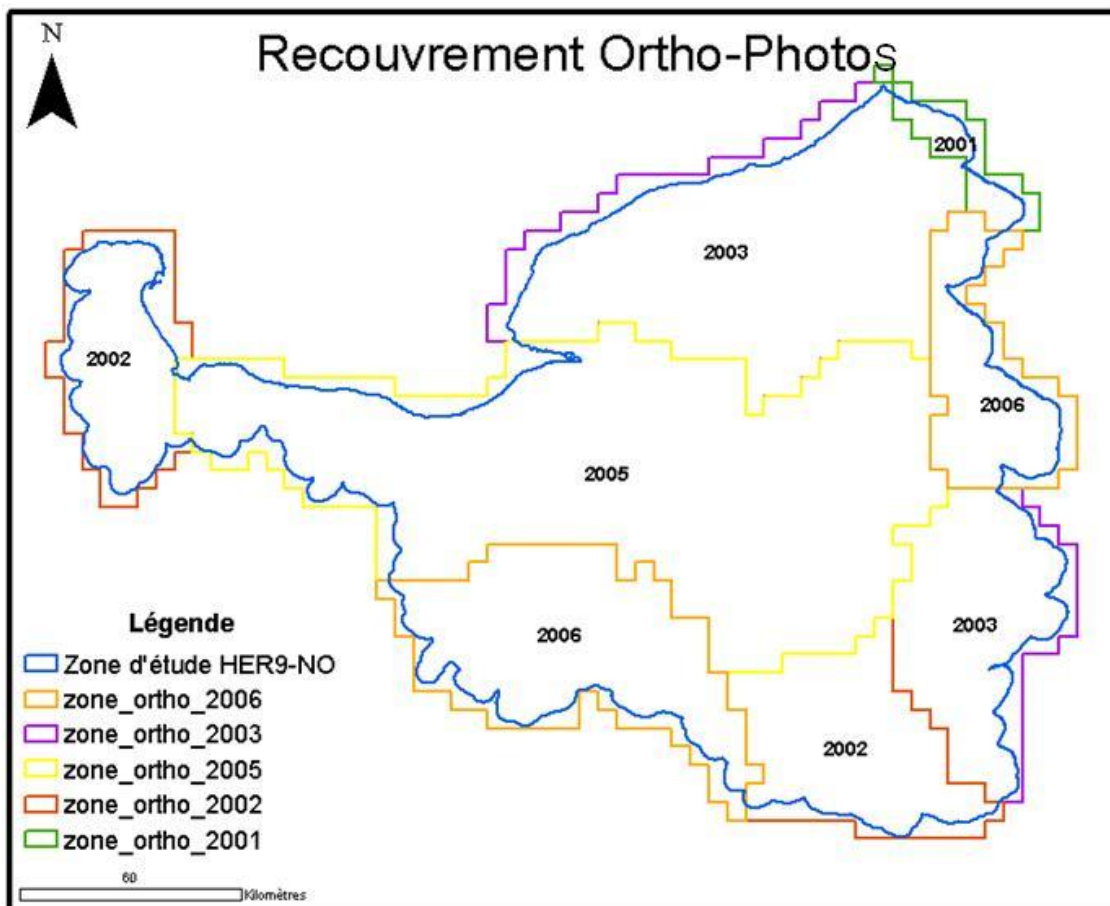 Recouvrement Ortho-Photos
N
2001
2003
2002
2006
2005
2006
2003
2002
Légende
Zone d'étude HER9-NO
zone_ortho_2006
zone_ortho_2003
zone_ortho_2005
zone_ortho_2002
zone_ortho_2001
60
Kilomètres